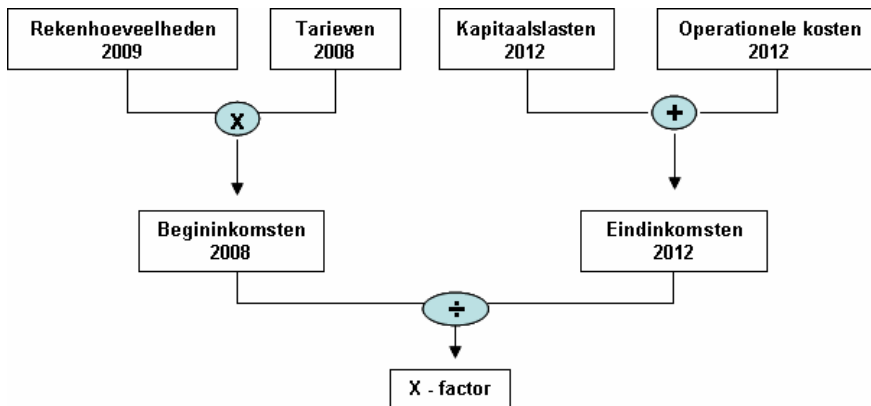 Rekenhoeveelheden
2009
Tarieven
2008
Kapitaalslasten
2012
Operationele kosten
2012
x
+
Begininkomsten
2008
Eindinkomsten
2012
÷
X - factor